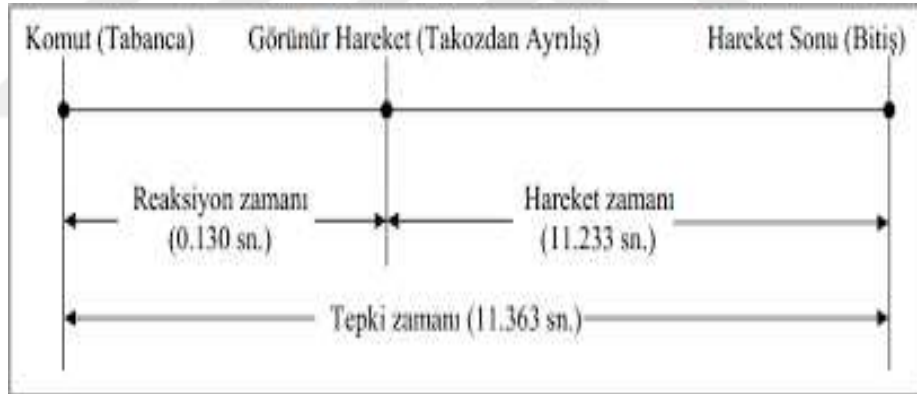 Komut (Tabanca) Görünür Hareket (Takozdan Ayrılış) Hareket Sonu (Bitiş)
Reaksiyon zamanı
(0.130 sn.)
Hareket zamanı
(11.233 sn.)
Tepki zamanı (11.363 sn.)